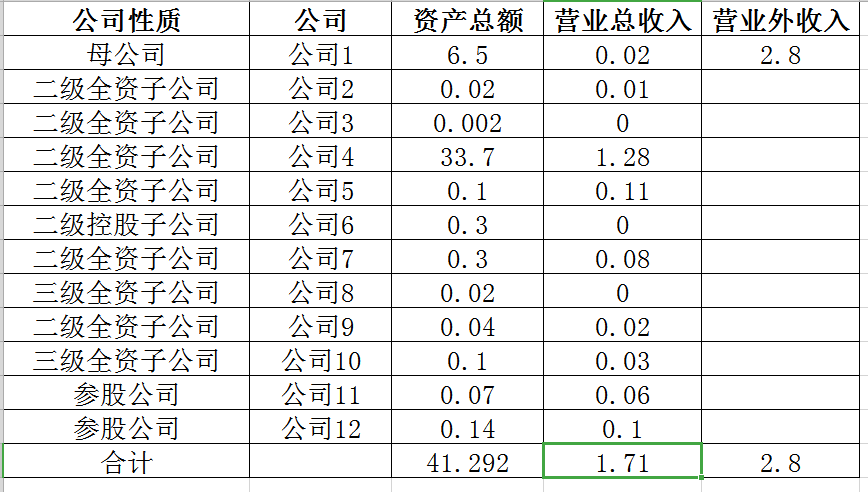 公司性质 公司 资产总额 营业总收入 营业外收入
母公司 公司1 6.5 0.02 2.8
二级全资子公司 公司2 0.02 0.01
二级全资子公司 公司3 0.002 0
二级全资子公司 公司4 33.7 1.28
二级全资子公司 公司5 0.1 0.11
二级控股子公司 公司6 0.3 0
二级全资子公司 公司7 0.3 0.08
三级全资子公司 公司8 0.02 0
二级全资子公司 公司9 0.04 0.02
三级全资子公司 公司10 0.1 0.03
参股公司 公司11 0.07 0.06
参股公司 公司12 0.14 0.1
合计 41.292 1.71 2.8